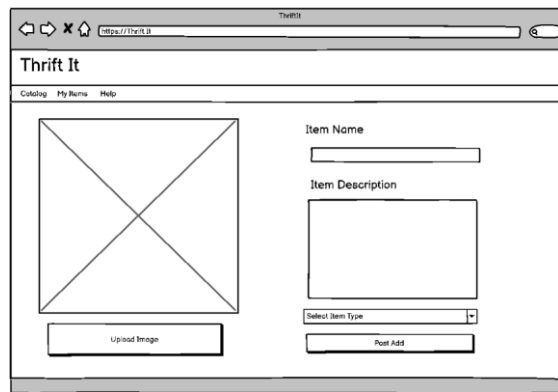 ThriftIt
https://Thrift.It
Thrift It
Catalog My Items Help
Item Name
Item Description
Select Item Type
Upload Image
Post Add